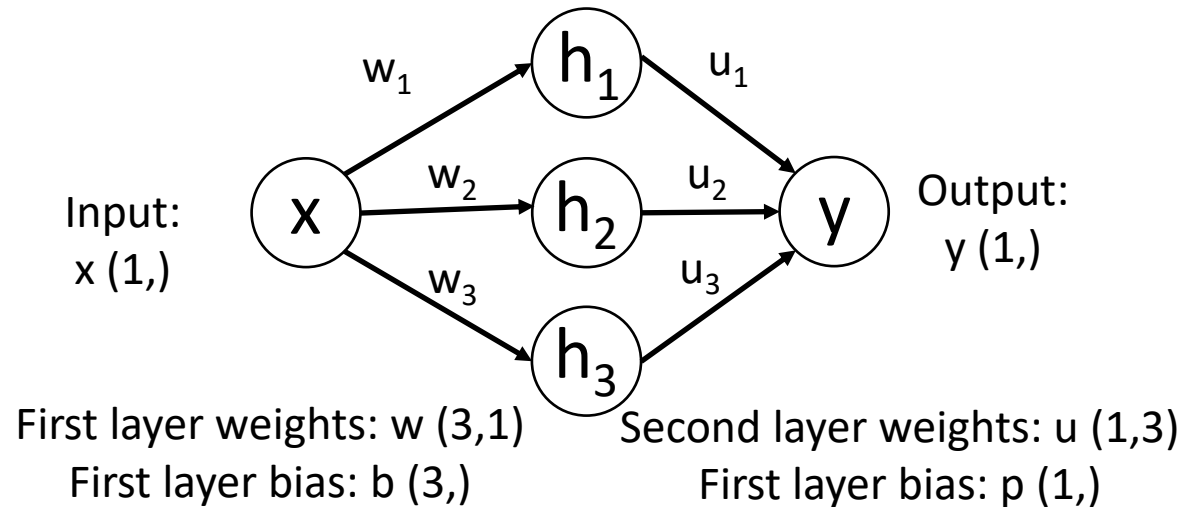 w1
h1
u1
Input:
x (1,)
x
w2
h2
u2
y
Output:
y (1,)
w3
h3
u3
First layer weights: w (3,1)
First layer bias: b (3,)
Second layer weights: u (1,3)
First layer bias: p (1,)